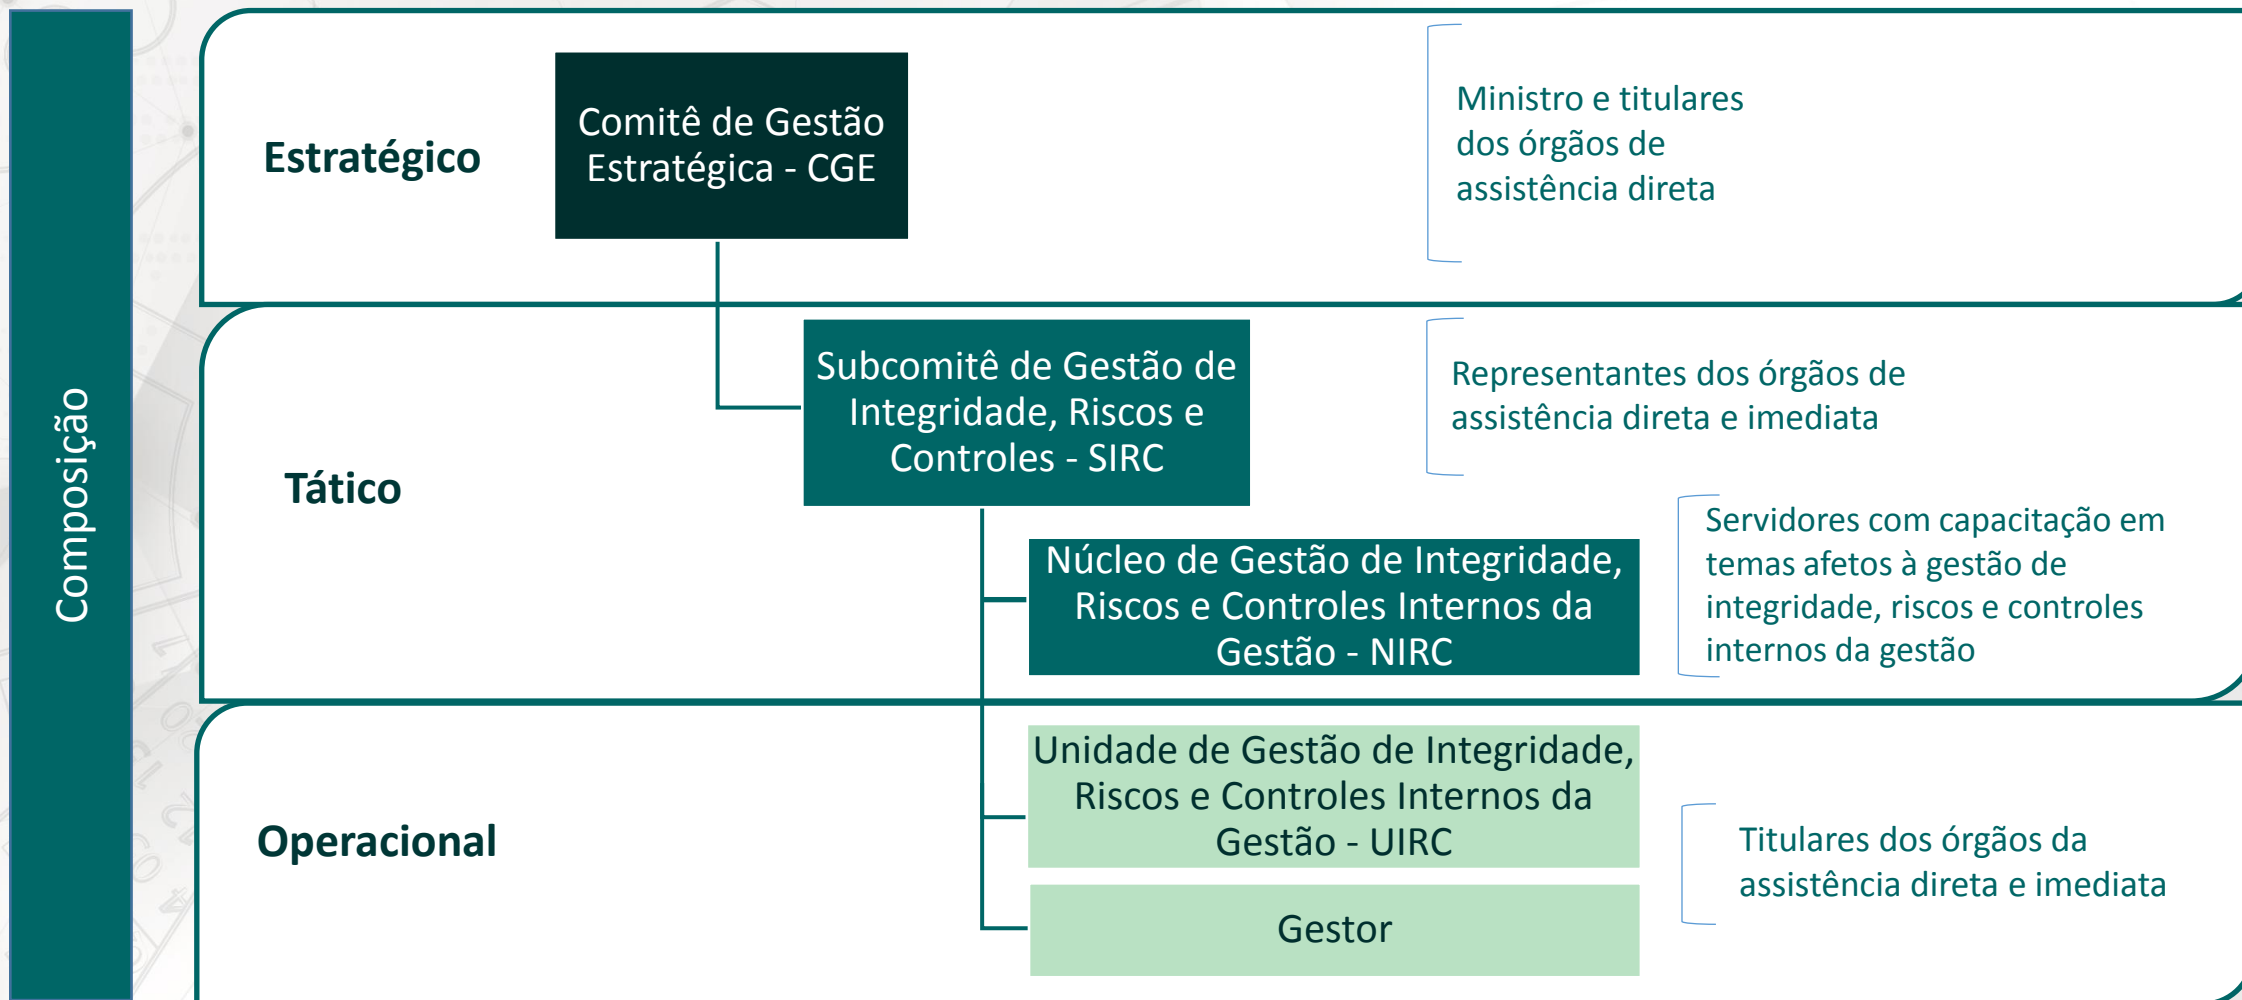 Composição
Estratégico
Comitê de Gestão
Estratégica - CGE
Ministro e titulares
dos órgãos de
assistência direta
Tático
Subcomitê de Gestão de
Integridade, Riscos e
Controles - SIRC
Representantes dos órgãos de
assistência direta e imediata
Núcleo de Gestão de Integridade,
Riscos e Controles Internos da
Gestão - NIRC
Servidores com capacitação em
temas afetos à gestão de
integridade, riscos e controles
internos da gestão
Operacional
Unidade de Gestão de Integridade,
Riscos e Controles Internos da
Gestão - UIRC
Gestor
Titulares dos órgãos da
assistência direta e imediata